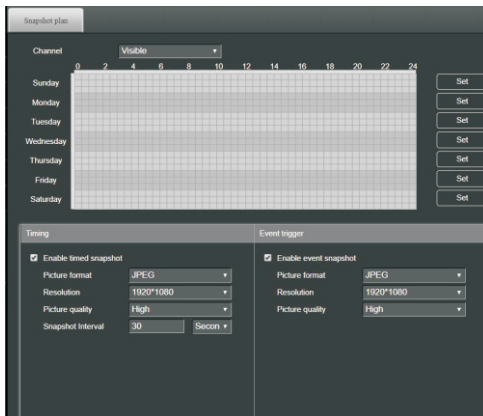 Snapshot plan
Channel Visible
0 2 4 6 8 10 12 14 16 18 20 22 24
Sunday Set
Monday Set
Tuesday Set
Wednesday Set
Thursday Set
Friday Set
Saturday Set
Timing Event trigger
Enable timed snapshot Enable event snapshot
Picture format JPEG Picture format JPEG
Resolution 1920*1080 Resolution 1920*1080
Picture quality High Picture quality High
Snapshot Interval 30 Secon